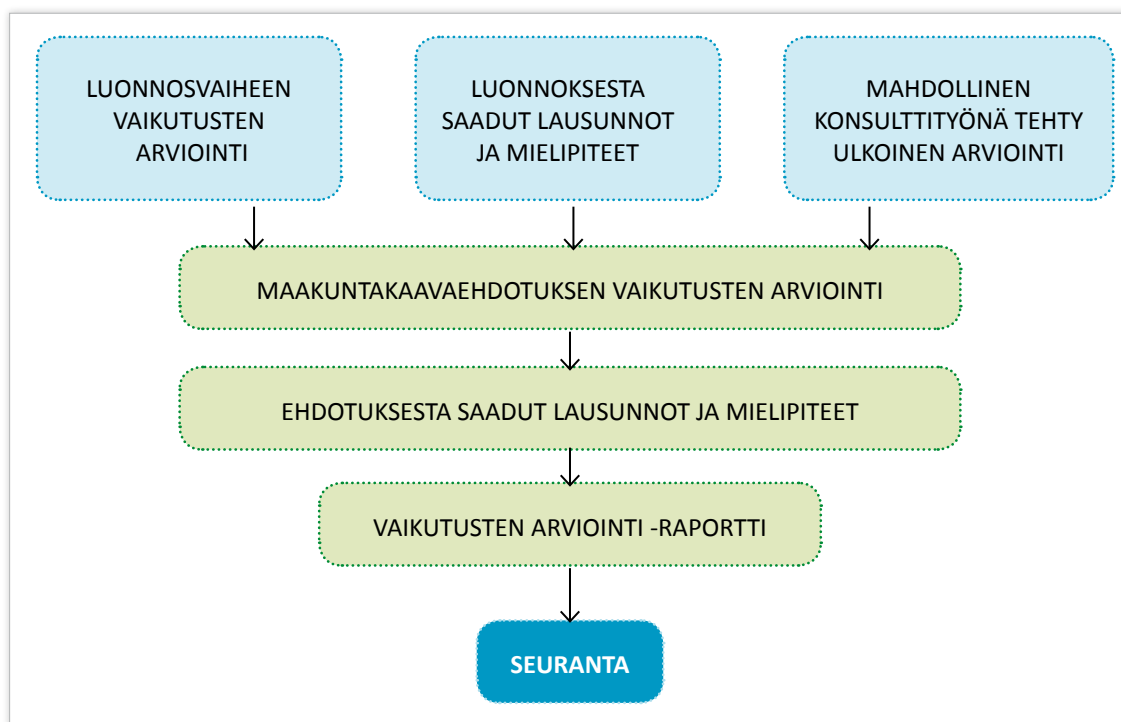 LUONNOSVAIHEEN
VAIKUTUSTEN
ARVIOINTI
LUONNOKSESTA
SAADUT LAUSUNNOT
JA MIELIPITEET
MAHDOLLINEN
KONSULTTITYÖNÄ TEHTY
ULKOINEN ARVIOINTI
MAAKUNTAKAAVAEHDOTUKSEN VAIKUTUSTEN ARVIOINTI
EHDOTUKSESTA SAADUT LAUSUNNOT JA MIELIPITEET
VAIKUTUSTEN ARVIOINTI -RAPORTTI
SEURANTA